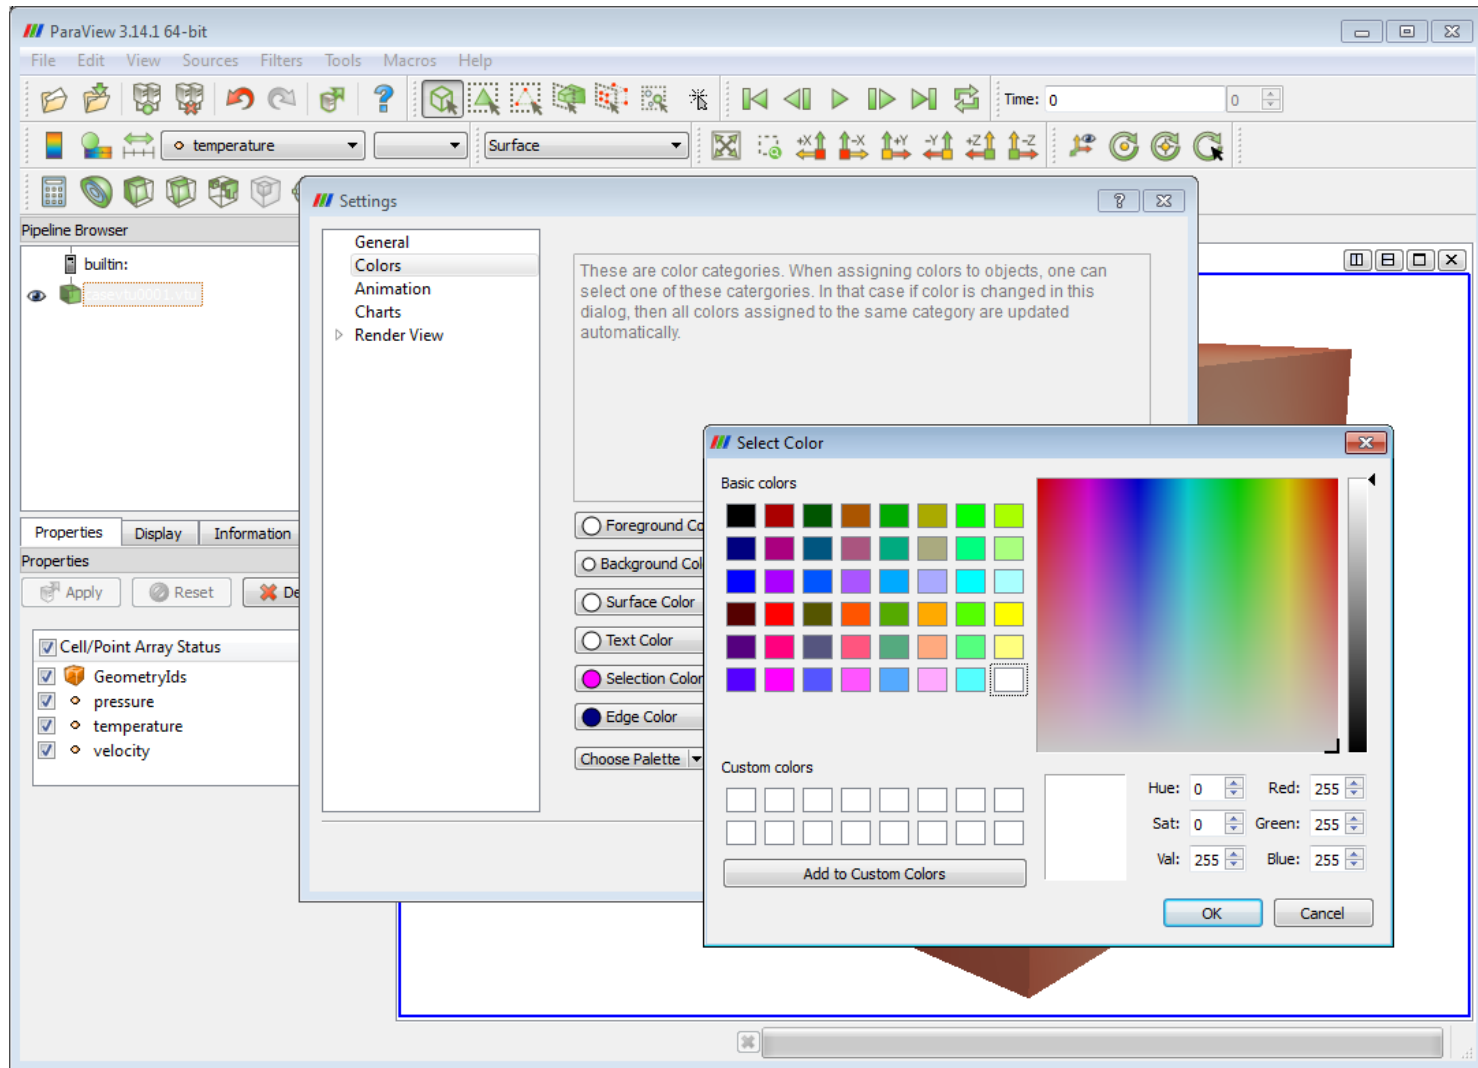 ParaView 3.14.1 64-bit
File Edit View Sources Filters Tools Macros Help
Time: 0 0
temperature Surface +X -X +Y -Y +Z -Z
Settings
Pipeline Browser
builtin:
casevtu0001.vtu
General
Colors
Animation
Charts
Render View
These are color categories. When assigning colors to objects, one can
select one of these catergories. In that case if color is changed in this
dialog, then all colors assigned to the same category are updated
automatically.
Properties Display Information
Properties
Apply Reset De
Cell/Point Array Status
GeometryIds
pressure
temperature
velocity
Foreground Co
Background Col
Surface Color
Text Color
Selection Color
Edge Color
Choose Palette
Select Color
Basic colors
Custom colors
Add to Custom Colors
Hue: 0 Red: 255
Sat: 0 Green: 255
Val: 255 Blue: 255
OK Cancel